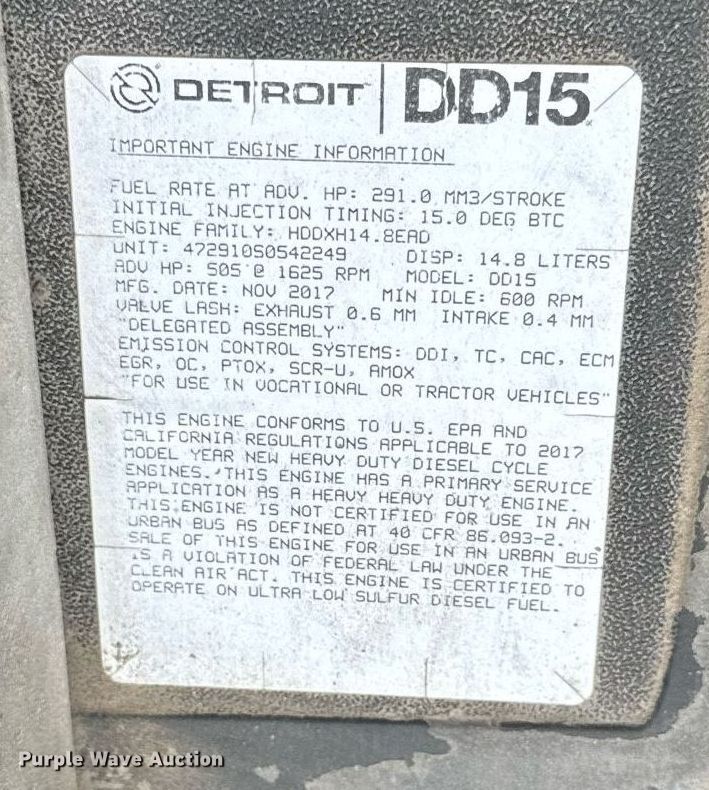 DETROIT DD15
IMPORTANT ENGINE INFORMATION
FUEL RATE AT ADV. HP: 291.0 MM3/STROKE
INITIAL INJECTION TIMING: 15.0 DEG BTC
ENGINE FAMILY: HDDXH14.8EAD
UNIT: 472910S0542249 DISP: 14.8 LITERS
ADV HP: 505 @ 1625 RPM MODEL: DD15
MFG. DATE: NOV 2017 MIN IDLE: 600 RPM
VALVE LASH: EXHAUST 0.6 MM INTAKE 0.4 MM
"DELEGATED ASSEMBLY"
EMISSION CONTROL SYSTEMS: DDI, TC, CAC, ECM
EGR, OC, PTOX, SCR-U, AMOX
"FOR USE IN VOCATIONAL OR TRACTOR VEHICLES"
THIS ENGINE CONFORMS TO U.S. EPA AND
CALIFORNIA REGULATIONS APPLICABLE TO 2017
MODEL YEAR NEW HEAVY DUTY DIESEL CYCLE
ENGINES. THIS ENGINE HAS A PRIMARY SERVICE
APPLICATION AS A HEAVY HEAVY DUTY ENGINE.
THIS ENGINE IS NOT CERTIFIED FOR USE IN AN
URBAN BUS AS DEFINED AT 40 CFR 86.093-2.
SALE OF THIS ENGINE FOR USE IN AN URBAN BUS
IS A VIOLATION OF FEDERAL LAW UNDER THE
CLEAN AIR ACT. THIS ENGINE IS CERTIFIED TO
OPERATE ON ULTRA LOW SULFUR DIESEL FUEL.
Purple Wave Auction